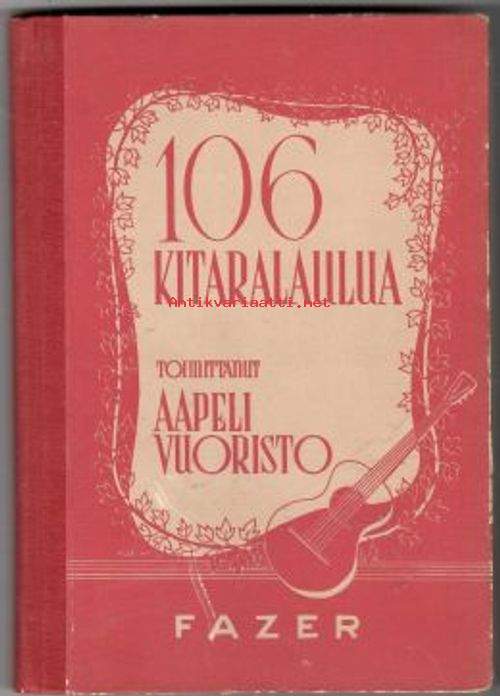 106
KITARALAULUA
Antikvariaatti.net
TOIMITTANUT
AAPELI
VUORISTO
FAZER